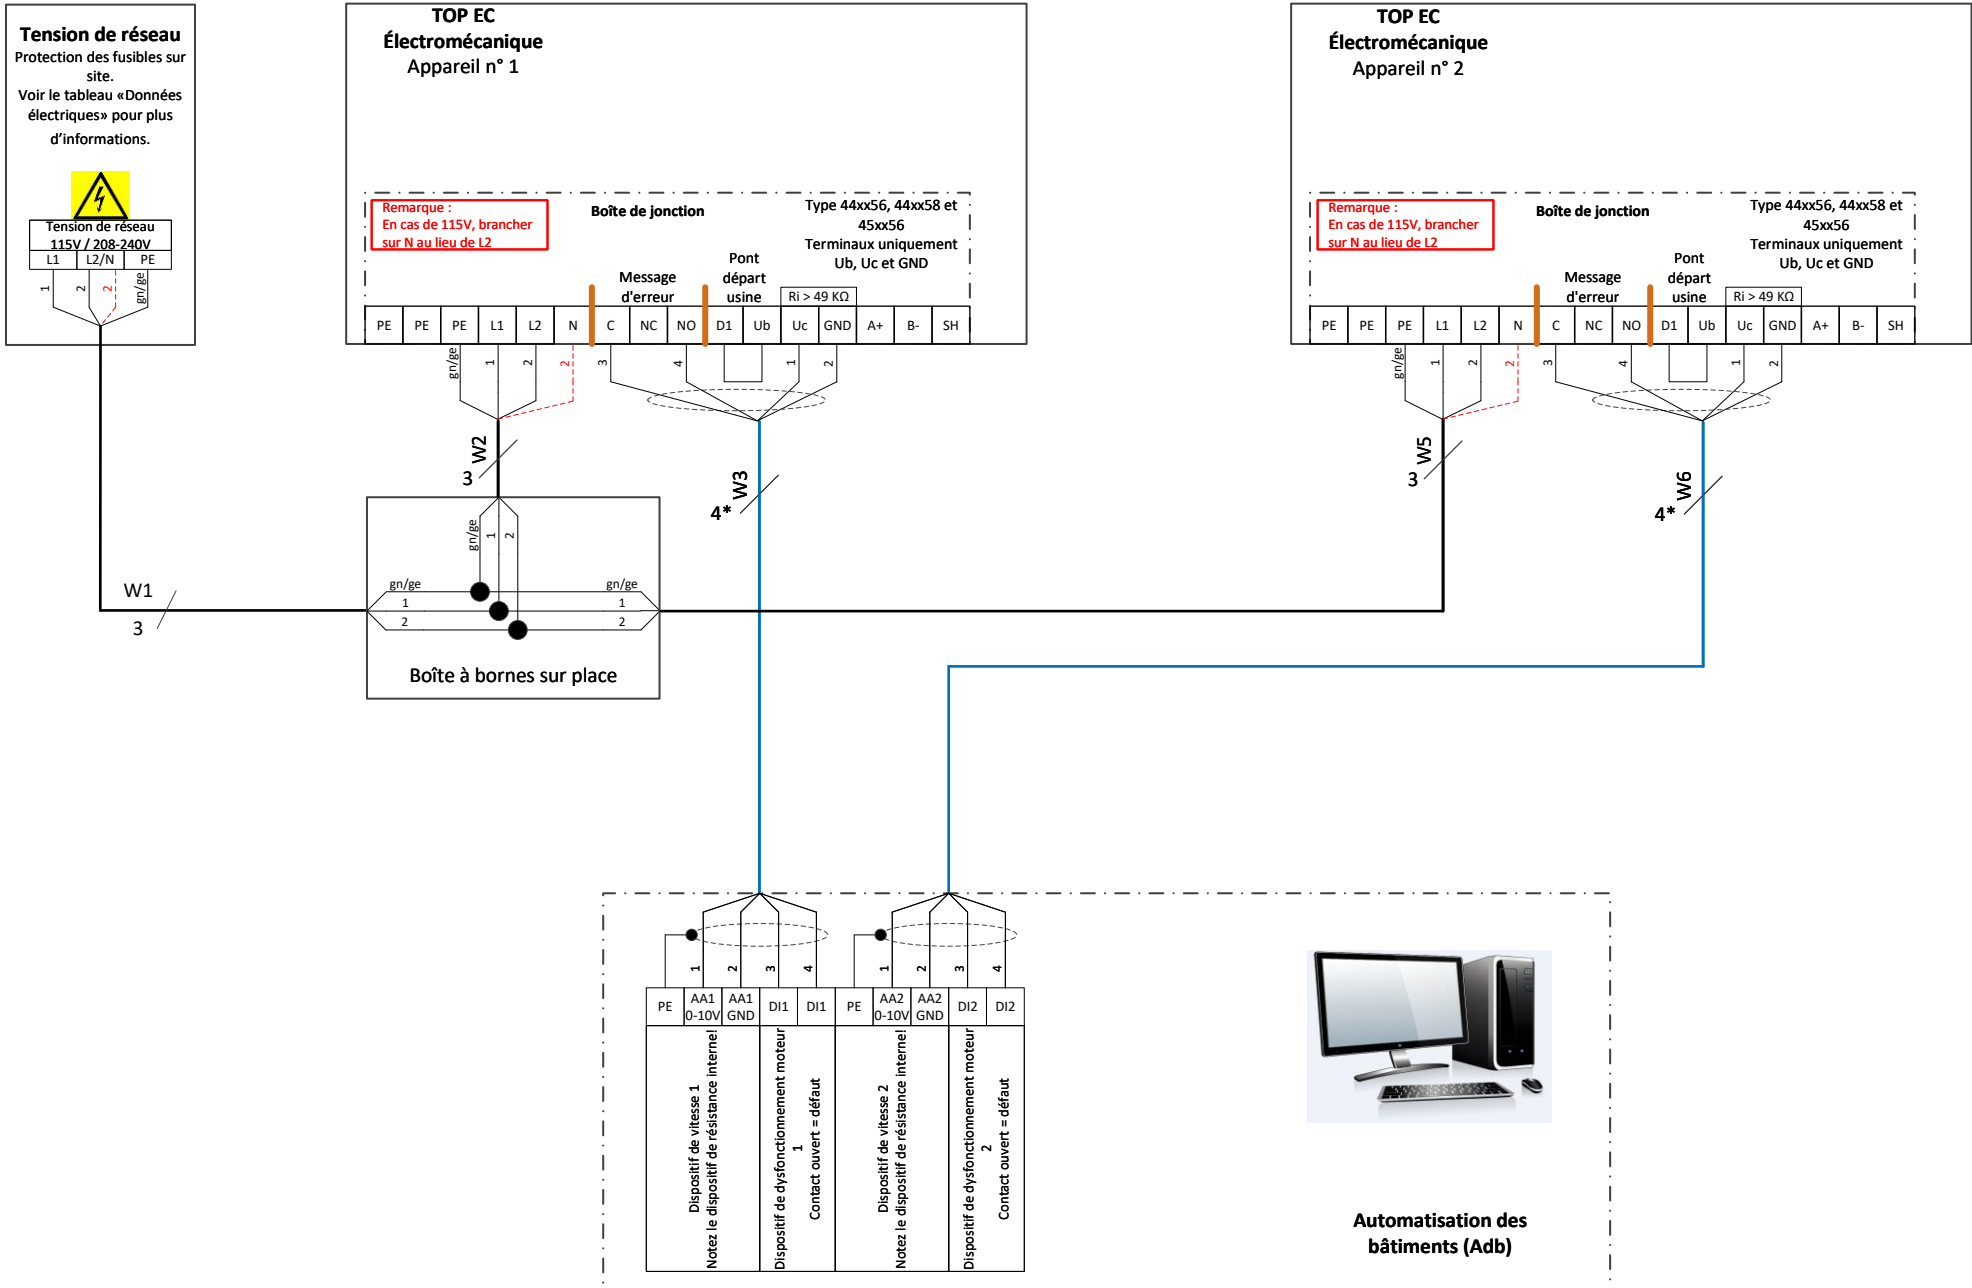 Tension de réseau
Protection des fusibles sur
site.
Voir le tableau «Données
électriques» pour plus
d'informations.
Tension de réseau
115V / 208-240V
L1 L2/N PE
1 2 2 gn/ge
TOP EC
Électromécanique
Appareil n° 1
Remarque :
En cas de 115V, brancher
sur N au lieu de L2
Boîte de jonction
Type 44xx56, 44xx58 et
45xx56
Terminaux uniquement
Ub, Uc et GND
Message
d'erreur
Pont
départ
usine
Ri > 49 KΩ
PE PE PE L1 L2 N C NC NO D1 Ub Uc GND A+ B- SH
gn/ge 1 2 2 3 4 1 2
W2
3
W3
4*
TOP EC
Électromécanique
Appareil n° 2
Remarque :
En cas de 115V, brancher
sur N au lieu de L2
Boîte de jonction
Type 44xx56, 44xx58 et
45xx56
Terminaux uniquement
Ub, Uc et GND
Message
d'erreur
Pont
départ
usine
Ri > 49 KΩ
PE PE PE L1 L2 N C NC NO D1 Ub Uc GND A+ B- SH
gn/ge 1 2 2 3 4 1 2
W5
3
W6
4*
W1
3
gn/ge 1 2
gn/ge gn/ge
1 1
2 2
Boîte à bornes sur place
1 2 3 4 1 2 3 4
PE AA1 0-10V AA1 GND DI1 DI1 PE AA2 0-10V AA2 GND DI2 DI2
Dispositif de vitesse 1
Notez le dispositif de résistance interne!
Dispositif de dysfonctionnement moteur
1
Contact ouvert = défaut
Dispositif de vitesse 2
Notez le dispositif de résistance interne!
Dispositif de dysfonctionnement moteur
2
Contact ouvert = défaut
Automatisation des
bâtiments (Adb)